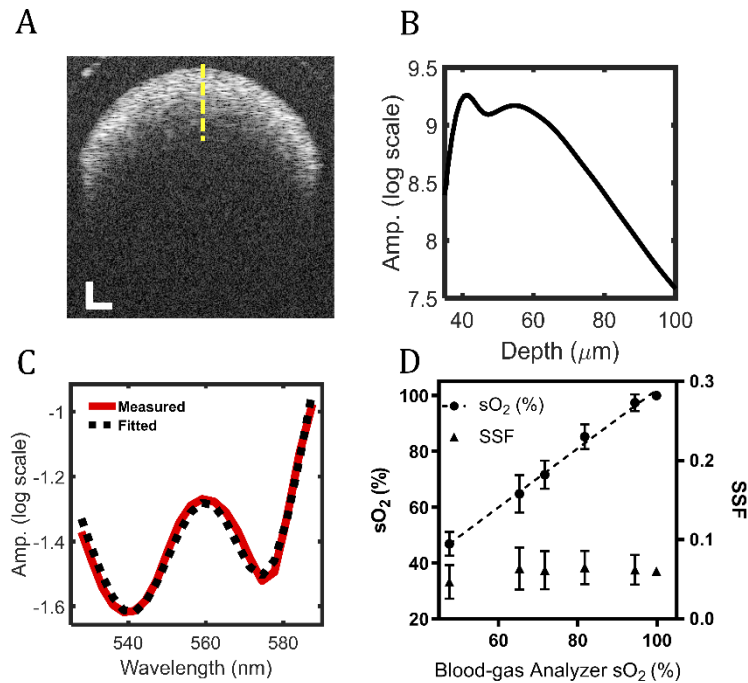 A
B
Amp. (log scale)
9.5
9
8.5
8
7.5
40
60
80
100
Depth (μm)
C
Measured
Fitted
Amp. (log scale)
-1
-1.2
-1.4
-1.6
540
560
580
Wavelength (nm)
D
sO2 (%)
SSF
sO2 (%)
100
80
60
40
20
0.3
0.2
0.1
0.0
SSF
60
80
100
Blood-gas Analyzer sO2 (%)